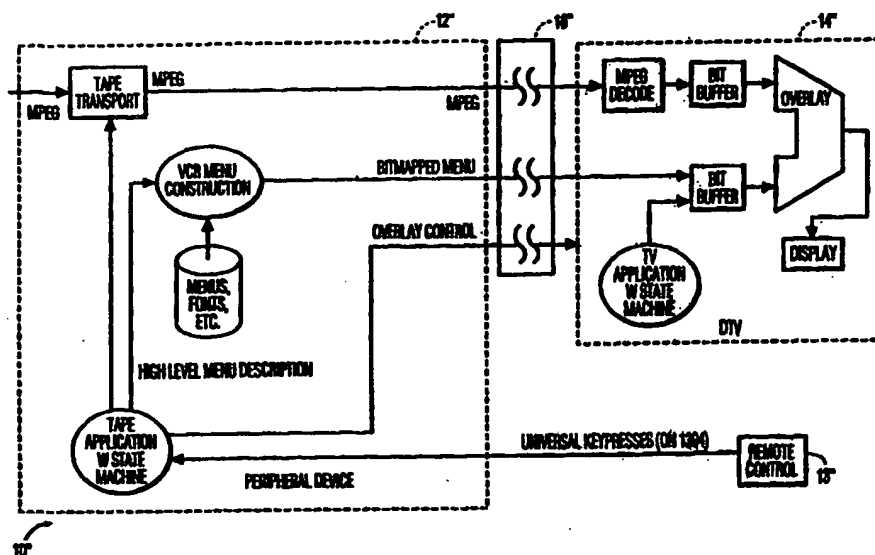 12"
16"
14"
TAPE
TRANSPORT
MPEG
MPEG
MPEG
MPEG
DECODE
BIT
BUFFER
OVERLAY
VCR MENU
CONSTRUCTION
BITMAPPED MENU
BIT
BUFFER
OVERLAY CONTROL
MENUS,
FONTS,
ETC.
TV
APPLICATION
W STATE
MACHINE
DISPLAY
DTV
HIGH LEVEL MENU DESCRIPTION
TAPE
APPLICATION
W STATE
MACHINE
UNIVERSAL KEYPRESSES (ON 1394)
REMOTE
CONTROL
13"
PERIPHERAL DEVICE
10"